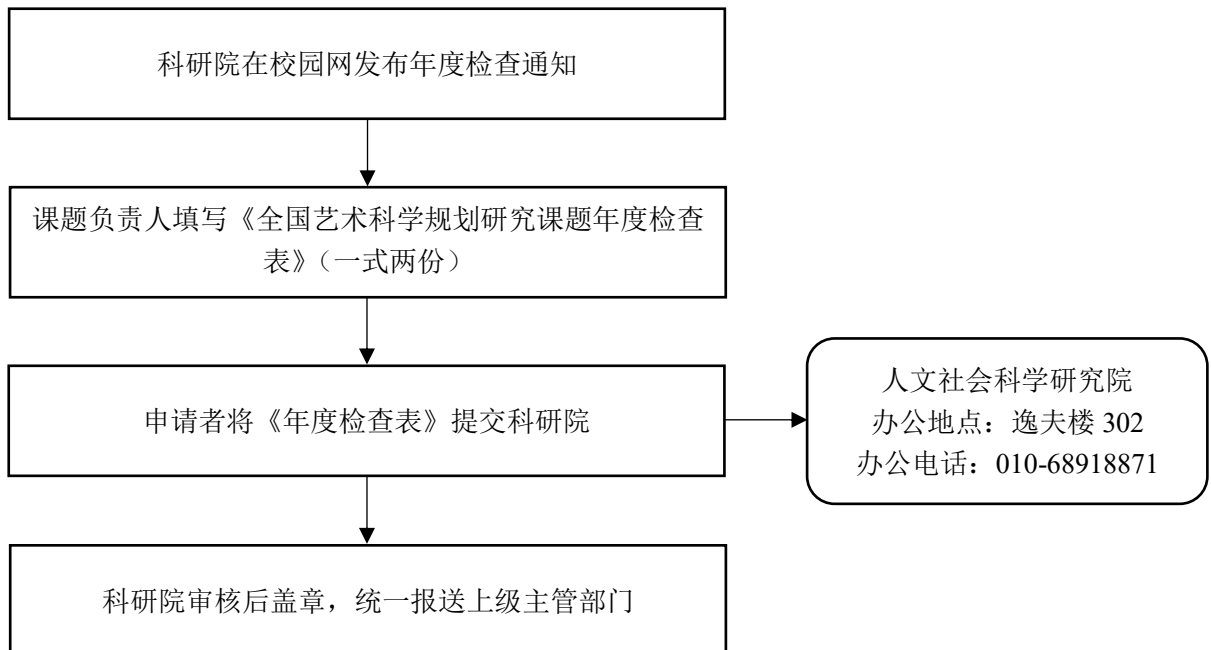 科研院在校园网发布年度检查通知
课题负责人填写《全国艺术科学规划研究课题年度检查
表》（一式两份）
申请者将《年度检查表》提交科研院
人文社会科学研究院
办公地点：逸夫楼 302
办公电话：010-68918871
科研院审核后盖章，统一报送上级主管部门